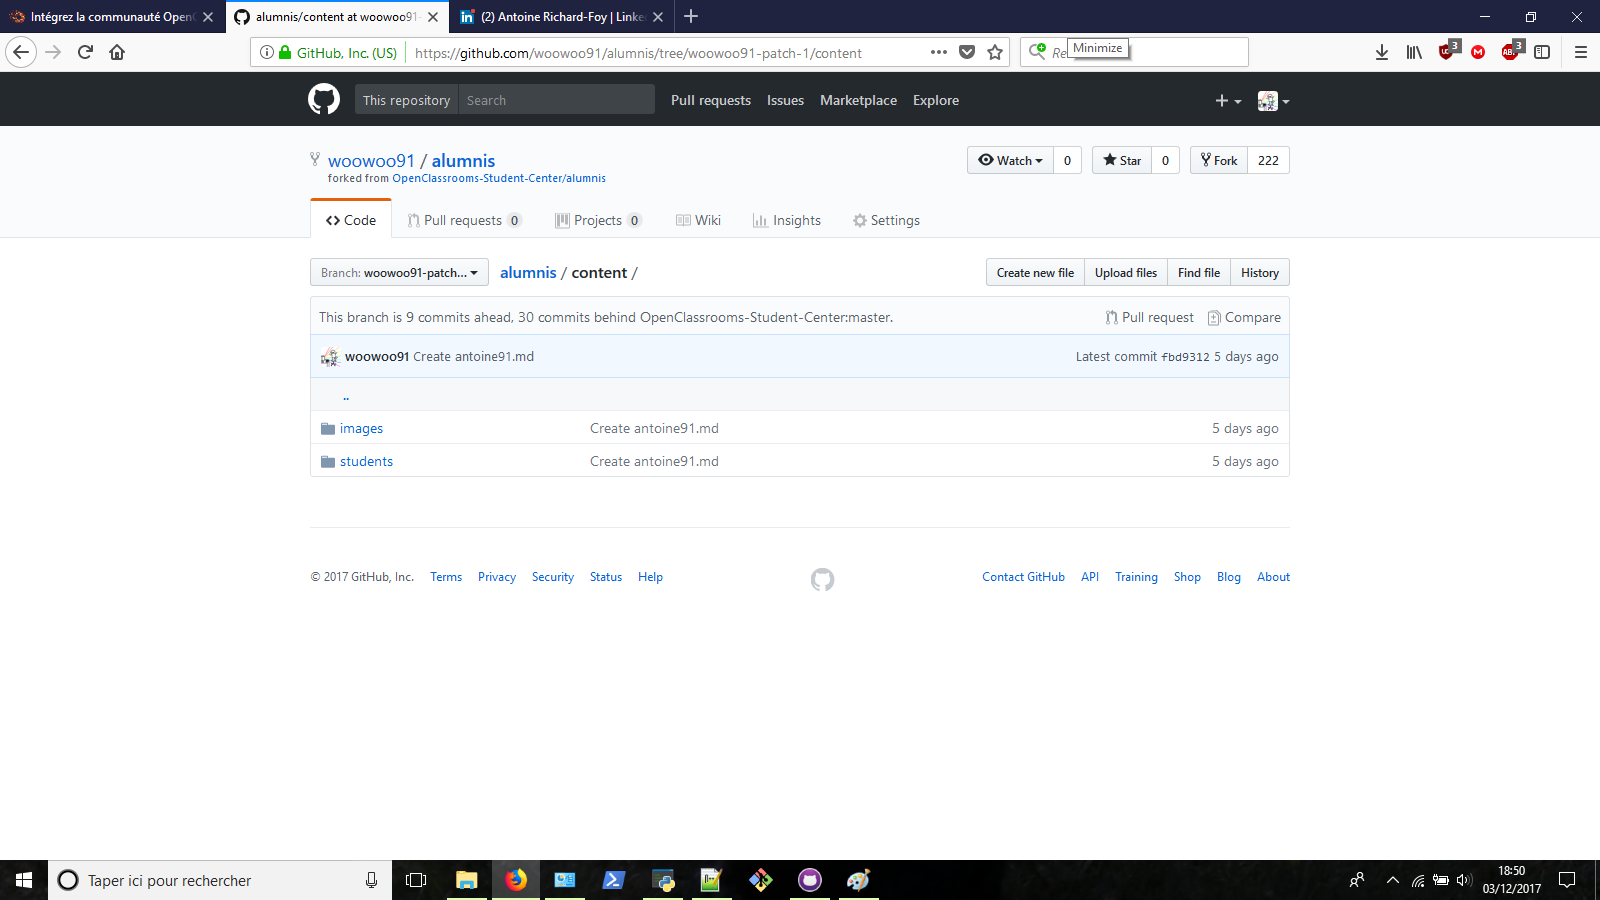 Intégrez la communauté Open
alumnis/content at woowoo91-
(2) Antoine Richard-Foy | Linke
GitHub, Inc. (US)
https://github.com/woowoo91/alumnis/tree/woowoo91-patch-1/content
Re
Minimize
3
3
This repository
Search
Pull requests
Issues
Marketplace
Explore
woowoo91 / alumnis
forked from OpenClassrooms-Student-Center/alumnis
Watch 0
Star 0
Fork 222
Code
Pull requests 0
Projects 0
Wiki
Insights
Settings
Branch: woowoo91-patch...
alumnis / content /
Create new file
Upload files
Find file
History
This branch is 9 commits ahead, 30 commits behind OpenClassrooms-Student-Center:master.
Pull request
Compare
woowoo91 Create antoine91.md
Latest commit fbd9312 5 days ago
..
images Create antoine91.md 5 days ago
students Create antoine91.md 5 days ago
© 2017 GitHub, Inc.
Terms
Privacy
Security
Status
Help
Contact GitHub
API
Training
Shop
Blog
About
Taper ici pour rechercher
18:50
03/12/2017